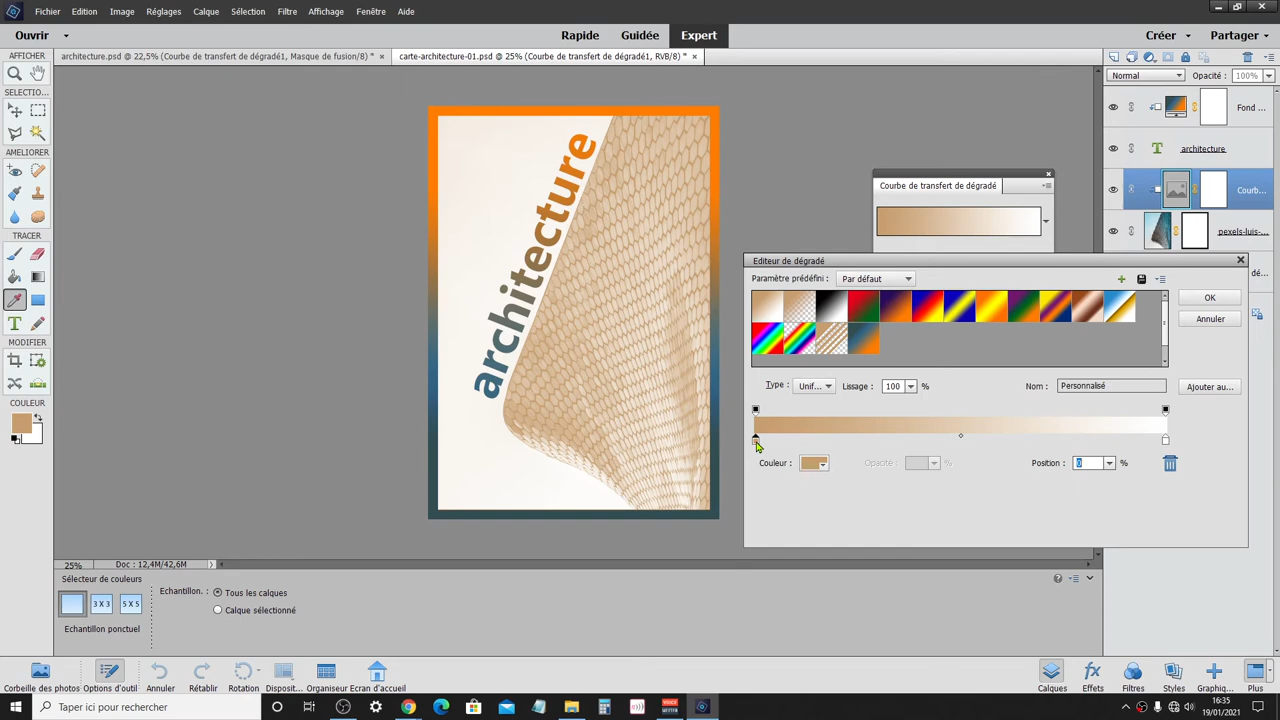 Fichier Edition Image Réglages Calque Sélection Filtre Affichage Fenêtre Aide
Ouvrir Rapide Guidée Expert Créer Partager
AFFICHER
architecture.psd @ 22,5% (Courbe de transfert de dégradé1, Masque de fusion/8) * ×
carte-architecture-01.psd @ 25% (Courbe de transfert de dégradé1, RVB/8) * ×
SELECTIO...
AMELIORER
TRACER
MODIFIER
COULEUR
Normal Opacité : 100%
Fond ...
T architecture
Courb...
pexels-luis-...
architecture
Courbe de transfert de dégradé
Editeur de dégradé
Paramètre prédéfini : Par défaut
OK
Annuler
Type : Unif... Lissage : 100 % Nom : Personnalisé Ajouter au...
Couleur : Opacité : % Position : 0 %
25% Doc : 12,4M/42,6M
Sélecteur de couleurs
Echantillon. : Tous les calques
Calque sélectionné
3 X 3 5 X 5
Echantillon ponctuel
Corbeille des photos Options d'outil Annuler Rétablir Rotation Disposit... Organiseur Ecran d'accueil Calques Effets Filtres Styles Graphiq... Plus
Taper ici pour rechercher
16:35
19/01/2021